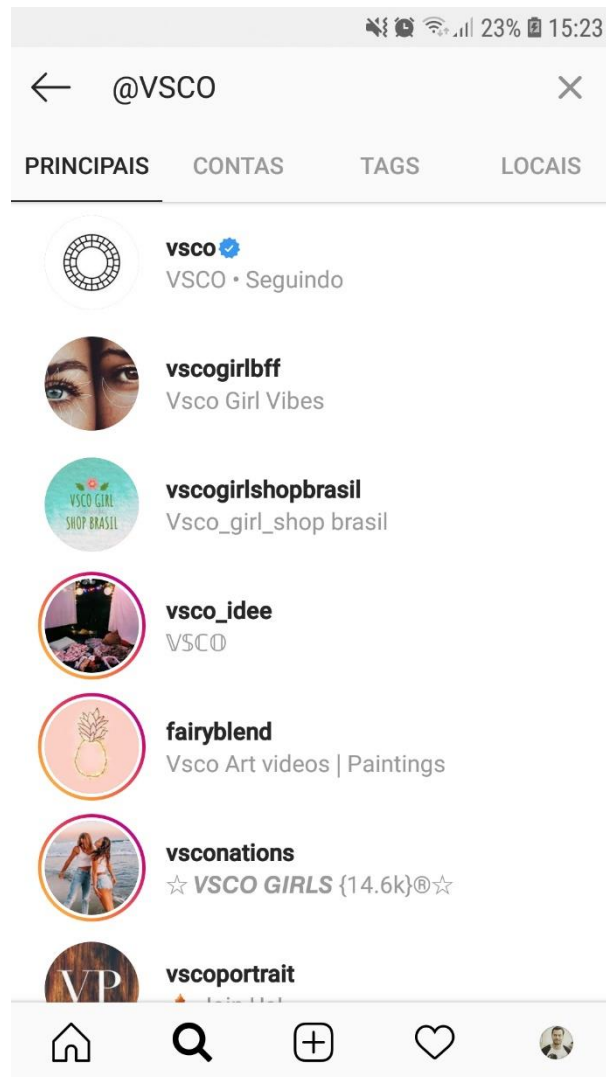 23% 15:23
@VSCO
PRINCIPAIS CONTAS TAGS LOCAIS
vsco
VSCO • Seguindo
vscogirlbff
Vsco Girl Vibes
VSCO GIRL
SHOP BRASIL
vscogirlshopbrasil
Vsco_girl_shop brasil
vsco_idee
𝕍𝕊ℂ𝕆
fairyblend
Vsco Art videos | Paintings
vsconations
☆ VSCO GIRLS {14.6k}®☆
VP
vscoportrait